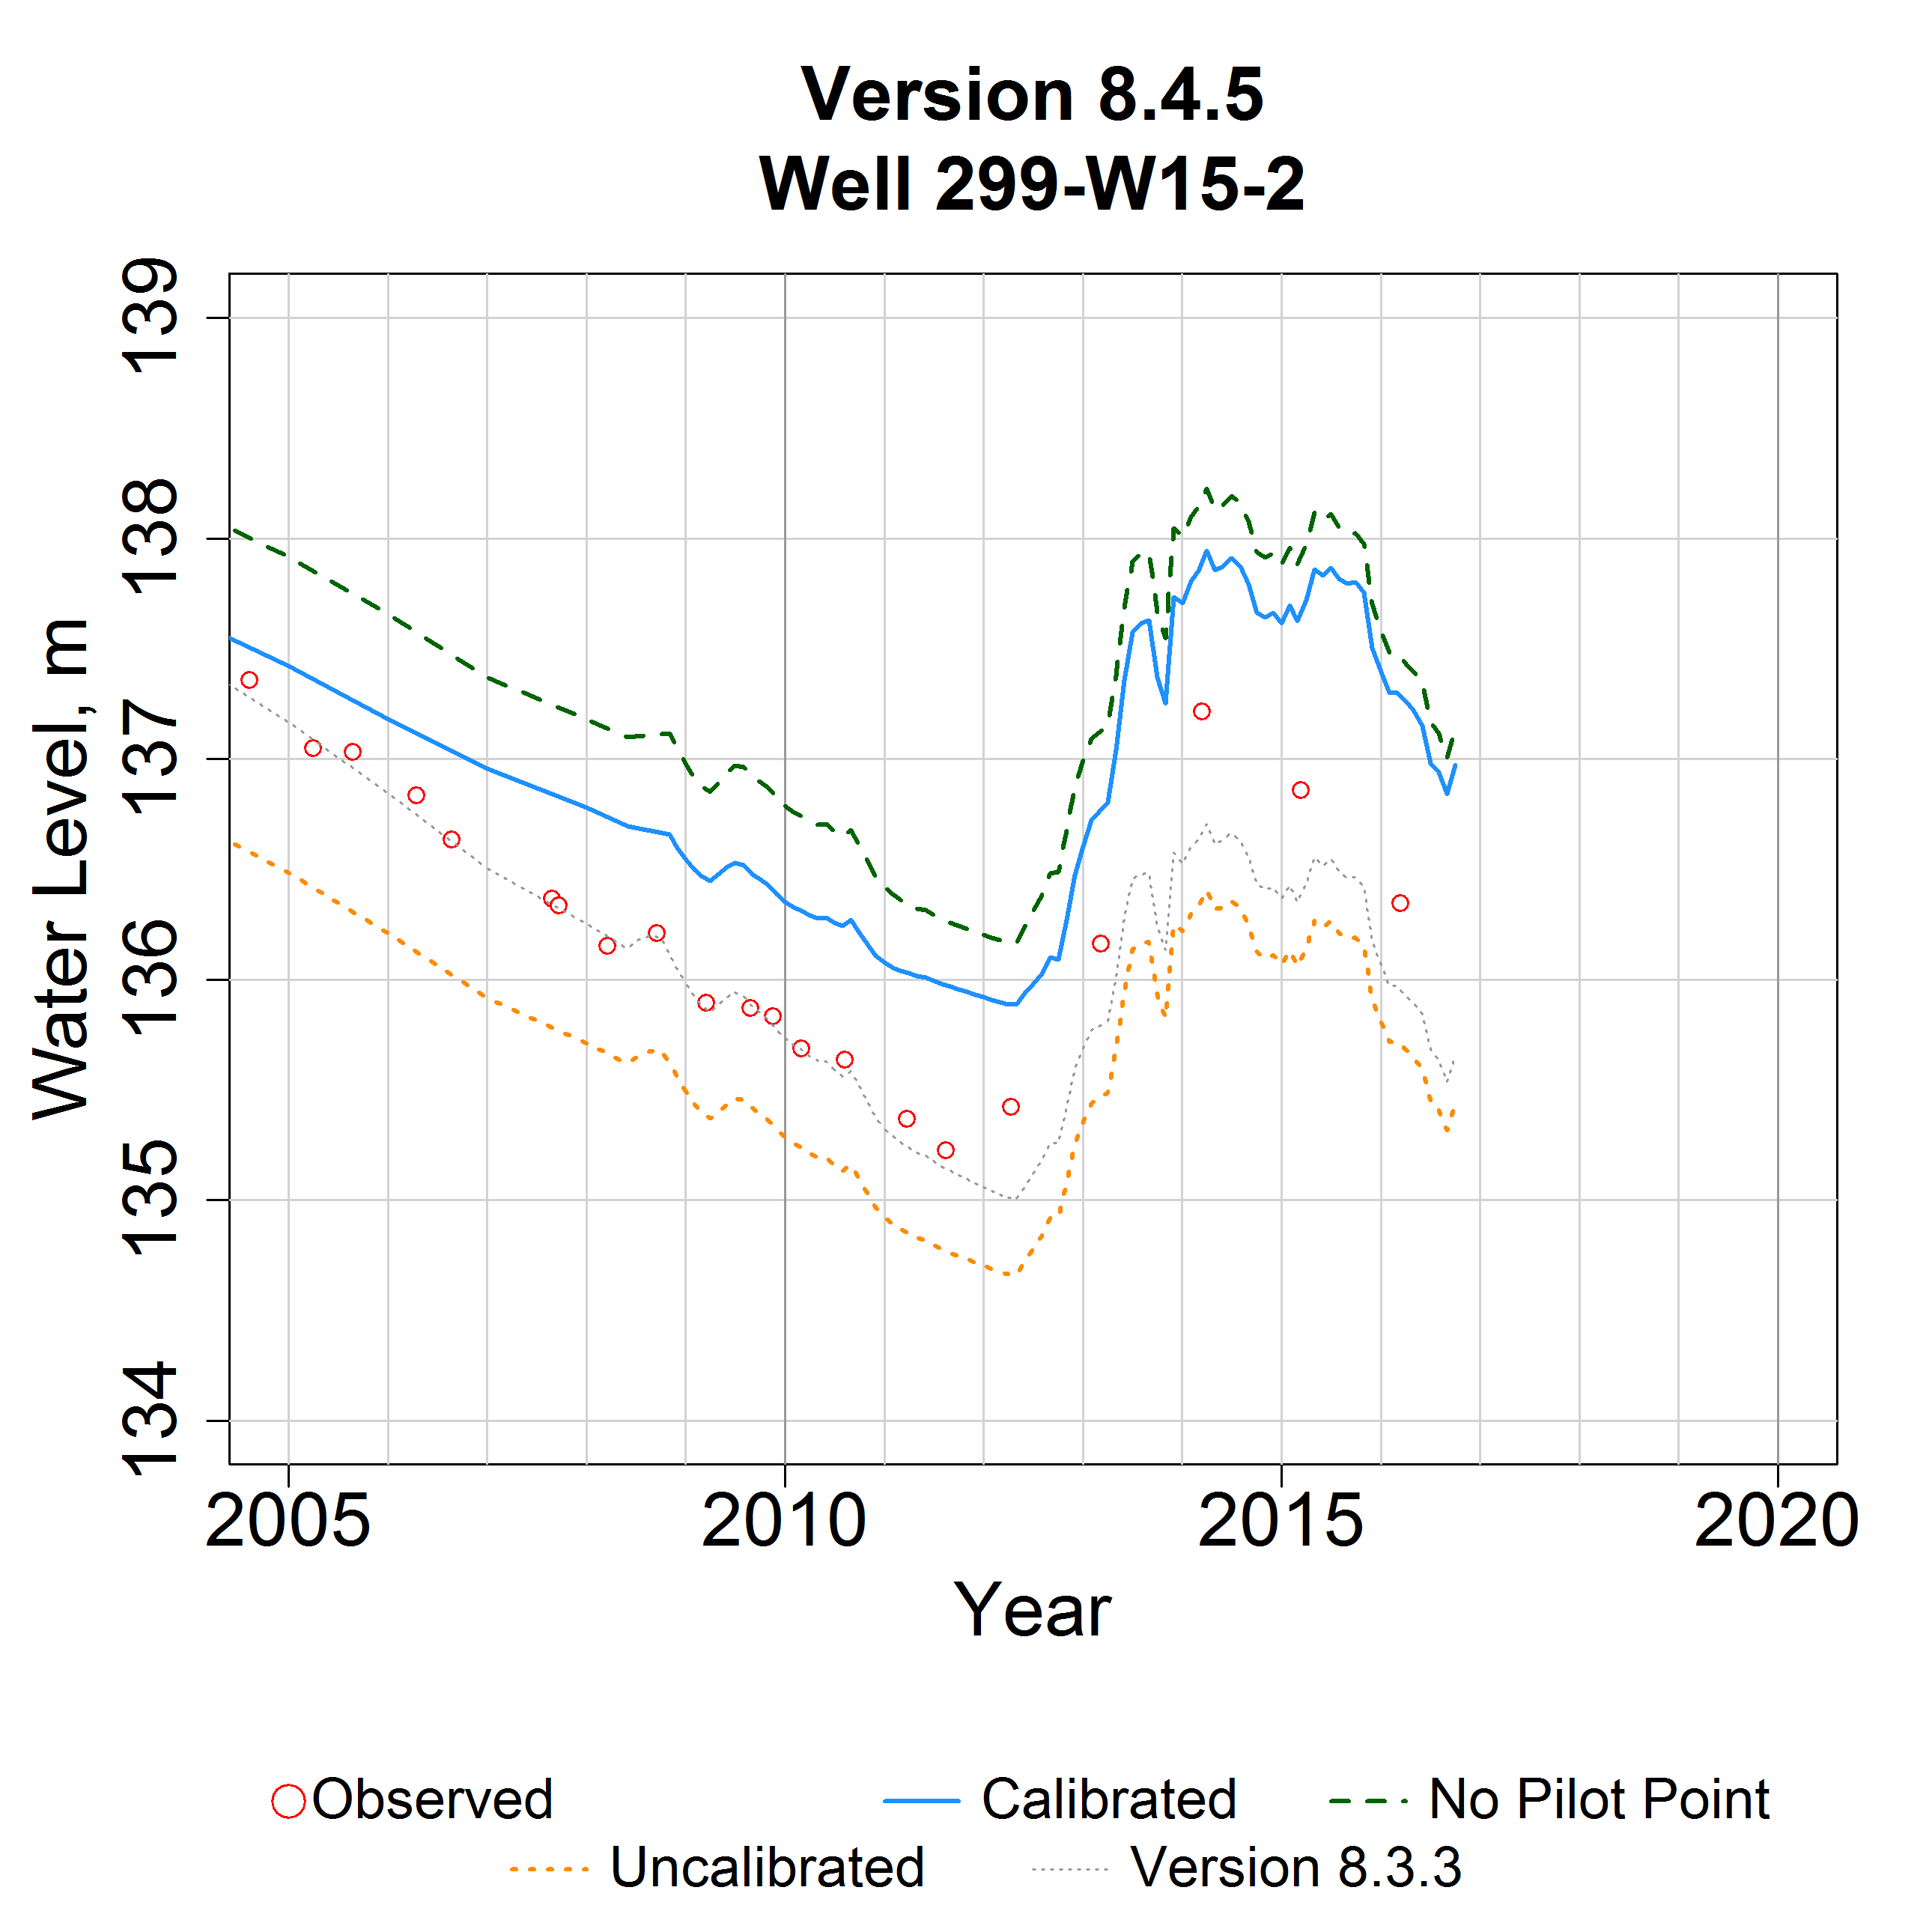 Version 8.4.5
Well 299-W15-2
Water Level, m
139
138
137
136
135
134
2005 2010 2015 2020
Year
Observed Calibrated No Pilot Point
Uncalibrated Version 8.3.3